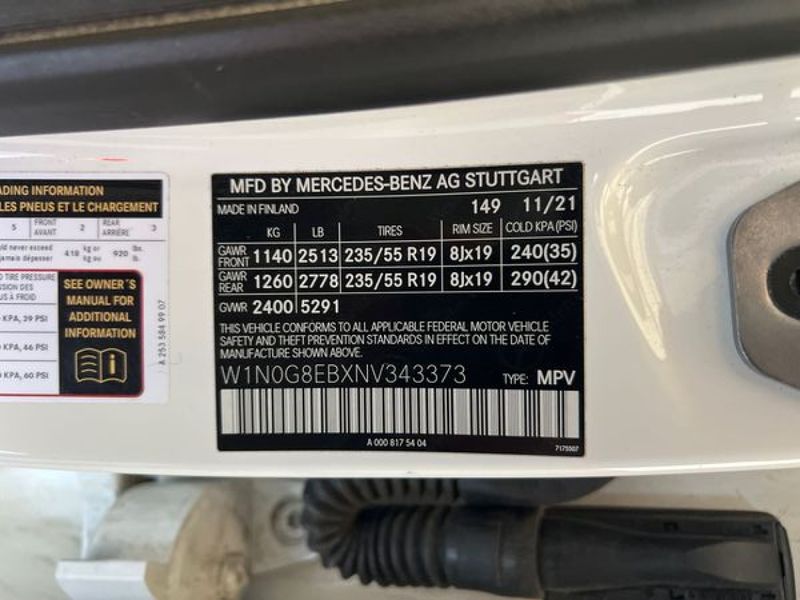 ADING INFORMATION
LES PNEUS ET LE CHARGEMENT
5 FRONT AVANT 2 REAR ARRIÈRE 3
ld never exceed
jamais dépasser 418 kg or kg ou 920 lbs. lb.
TIRE PRESSURE
SSION DES
US À FROID
KPA, 39 PSI
KPA, 46 PSI
KPA, 60 PSI
SEE OWNER'S
MANUAL FOR
ADDITIONAL
INFORMATION
A 253 584 99 07
MFD BY MERCEDES-BENZ AG STUTTGART
MADE IN FINLAND 149 11/21
KG LB TIRES RIM SIZE COLD KPA(PSI)
GAWR FRONT 1140 2513 235/55 R19 8Jx19 240(35)
GAWR REAR 1260 2778 235/55 R19 8Jx19 290(42)
GVWR 2400 5291
THIS VEHICLE CONFORMS TO ALL APPLICABLE FEDERAL MOTOR VEHICLE
SAFETY AND THEFT PREVENTION STANDARDS IN EFFECT ON THE DATE OF
MANUFACTURE SHOWN ABOVE.
W1N0G8EBXNV343373 TYPE: MPV
A 000 817 54 04
7175507